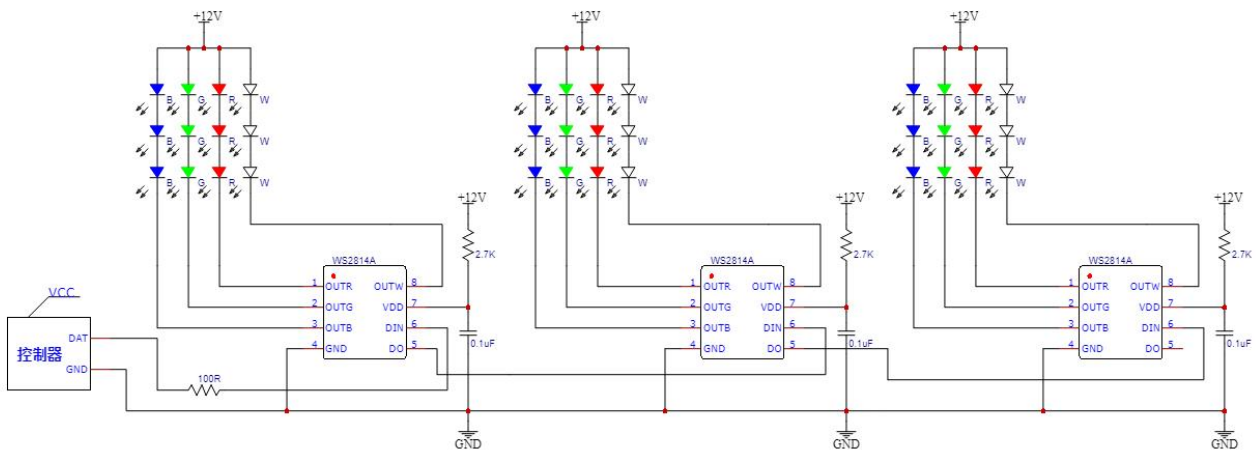 +12V +12V +12V
B G R W B G R W B G R W
B G R W B G R W B G R W
B G R W B G R W B G R W
+12V +12V +12V
2.7K 2.7K 2.7K
WS2814A WS2814A WS2814A
1 OUTR OUTW 8 1 OUTR OUTW 8 1 OUTR OUTW 8
2 OUTG VDD 7 2 OUTG VDD 7 2 OUTG VDD 7
VCC
3 OUTB DIN 6 3 OUTB DIN 6 3 OUTB DIN 6
DAT
0.1uF 0.1uF 0.1uF
4 GND DO 5 4 GND DO 5 4 GND DO 5
控制器
GND
100R
GND GND GND